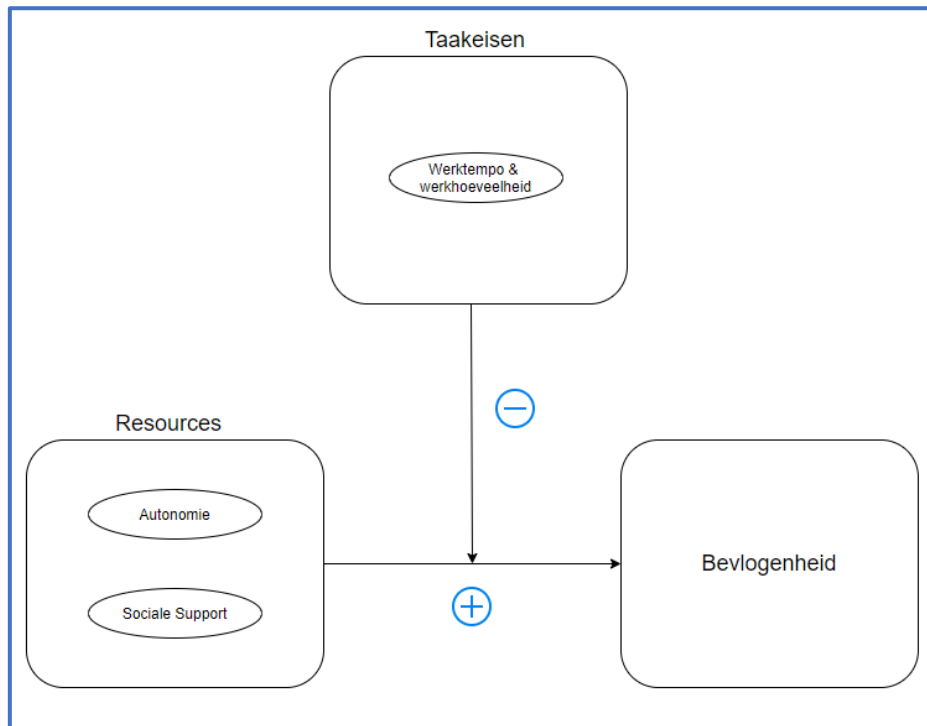 Taakeisen
Werktempo &
werkhoeveelheid
Resources
Autonomie
Sociale Support
Bevlogenheid